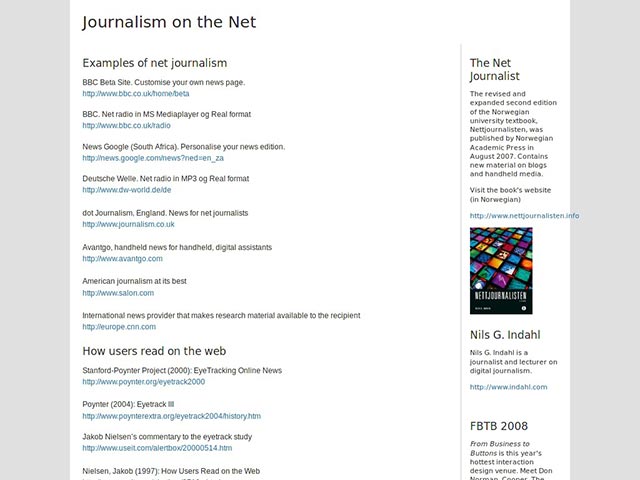 Journalism on the Net
Examples of net journalism
BBC Beta Site. Customise your own news page.
http://www.bbc.co.uk/home/beta
BBC. Net radio in MS Mediaplayer og Real format
http://www.bbc.co.uk/radio
News Google (South Africa). Personalise your news edition.
http://news.google.com/news?ned=en_za
Deutsche Welle. Net radio in MP3 og Real format
http://www.dw-world.de/de
dot Journalism, England. News for net journalists
http://www.journalism.co.uk
Avantgo, handheld news for handheld, digital assistants
http://www.avantgo.com
American journalism at its best
http://www.salon.com
International news provider that makes research material available to the recipient
http://europe.cnn.com
How users read on the web
Stanford-Poynter Project (2000): EyeTracking Online News
http://www.poynter.org/eyetrack2000
Poynter (2004): Eyetrack III
http://www.poynterextra.org/eyetrack2004/history.htm
Jakob Nielsen's commentary to the eyetrack study
http://www.useit.com/alertbox/20000514.htm
Nielsen, Jakob (1997): How Users Read on the Web
The Net
Journalist
The revised and
expanded second edition
of the Norwegian
university textbook,
Nettjournalisten, was
published by Norwegian
Academic Press in
August 2007. Contains
new material on blogs
and handheld media.
Visit the book's website
(in Norwegian)
http://www.nettjournalisten.info
NETTJOURNALISTEN
Nils G. Indahl
Nils G. Indahl is a
journalist and lecturer on
digital journalism.
http://www.indahl.com
FBTB 2008
From Business to
Buttons is this year's
hottest interaction
design venue. Meet Don
Norman, Cooper, The